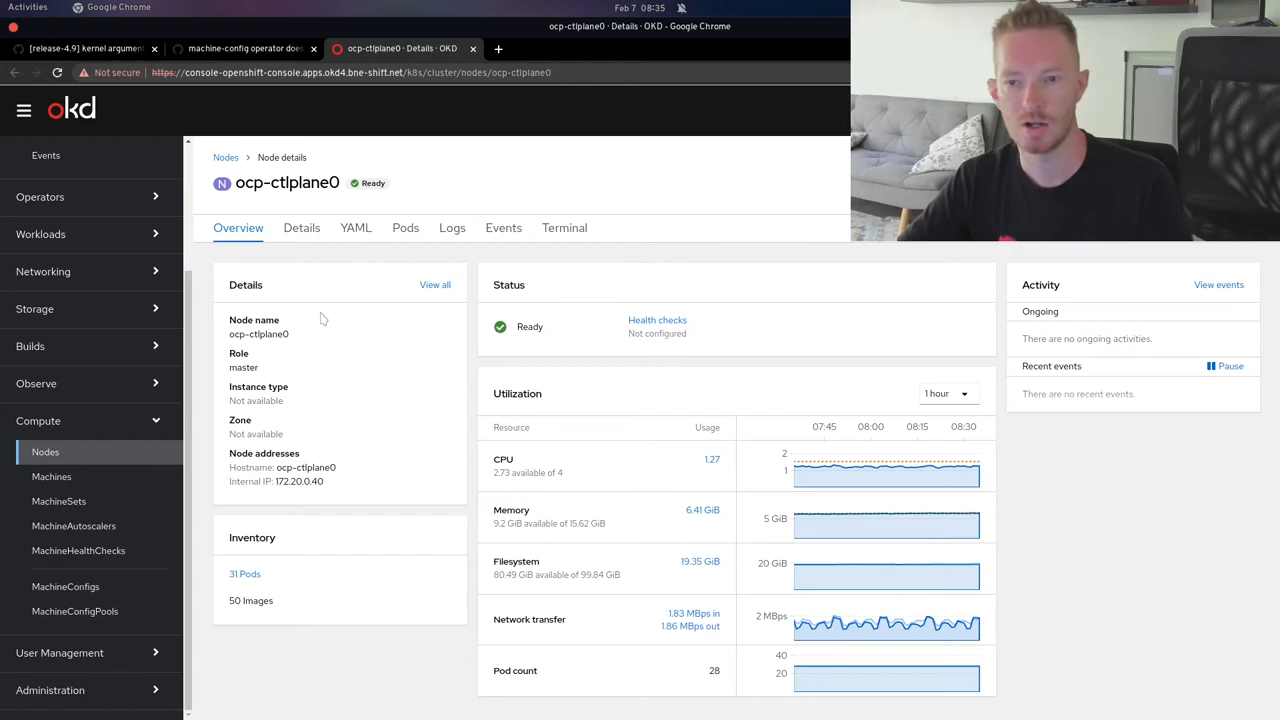 Activities
Google Chrome
Feb 7 08:35
ocp-ctlplane0 · Details · OKD - Google Chrome
[release-4.9] kernel argument
machine-config operator does
ocp-ctlplane0 · Details · OKD
Not secure
https://console-openshift-console.apps.okd4.bne-shift.net/k8s/cluster/nodes/ocp-ctlplane0
okd
Events
Operators
Workloads
Networking
Storage
Builds
Observe
Compute
Nodes
Machines
MachineSets
MachineAutoscalers
MachineHealthChecks
MachineConfigs
MachineConfigPools
User Management
Administration
Nodes > Node details
N ocp-ctlplane0 Ready
Overview Details YAML Pods Logs Events Terminal
Details View all
Node name
ocp-ctlplane0
Role
master
Instance type
Not available
Zone
Not available
Node addresses
Hostname: ocp-ctlplane0
Internal IP: 172.20.0.40
Inventory
31 Pods
50 Images
Status
Ready
Health checks
Not configured
Utilization
1 hour
Resource Usage 07:45 08:00 08:15 08:30
CPU 1.27
2.73 available of 4
2
1
Memory 6.41 GiB
9.2 GiB available of 15.62 GiB
5 GiB
Filesystem 19.35 GiB
80.49 GiB available of 99.84 GiB
20 GiB
Network transfer
1.83 MBps in
1.86 MBps out
2 MBps
Pod count 28
40
20
Activity View events
Ongoing
There are no ongoing activities.
Recent events Pause
There are no recent events.